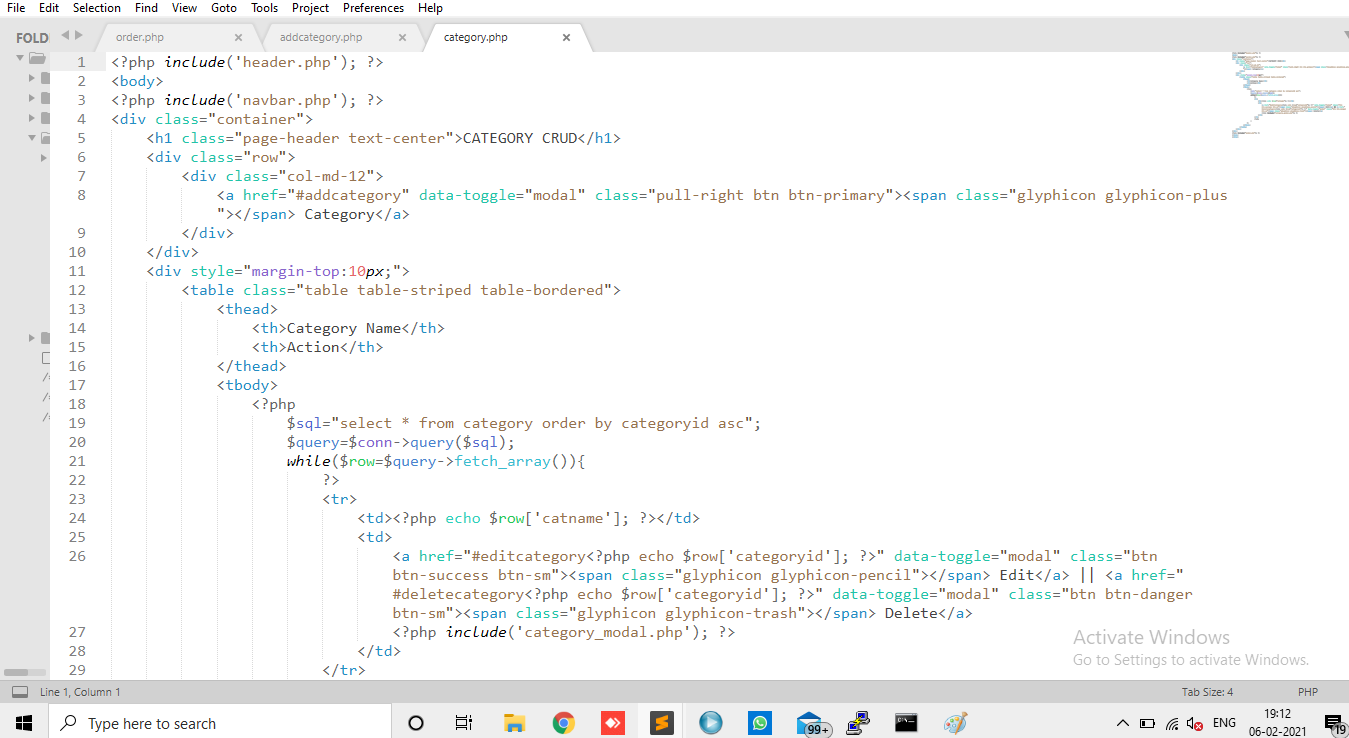 File Edit Selection Find View Goto Tools Project Preferences Help
FOLD
order.php × addcategory.php × category.php ×
1 <?php include('header.php'); ?>
2 <body>
3 <?php include('navbar.php'); ?>
4 <div class="container">
5 <h1 class="page-header text-center">CATEGORY CRUD</h1>
6 <div class="row">
7 <div class="col-md-12">
8 <a href="#addcategory" data-toggle="modal" class="pull-right btn btn-primary"><span class="glyphicon glyphicon-plus
"></span> Category</a>
9 </div>
10 </div>
11 <div style="margin-top:10px;">
12 <table class="table table-striped table-bordered">
13 <thead>
14 <th>Category Name</th>
15 <th>Action</th>
16 </thead>
17 <tbody>
18 <?php
19 $sql="select * from category order by categoryid asc";
20 $query=$conn->query($sql);
21 while($row=$query->fetch_array()){
22 ?>
23 <tr>
24 <td><?php echo $row['catname']; ?></td>
25 <td>
26 <a href="#editcategory<?php echo $row['categoryid']; ?>" data-toggle="modal" class="btn
btn-success btn-sm"><span class="glyphicon glyphicon-pencil"></span> Edit</a> || <a href="
#deletecategory<?php echo $row['categoryid']; ?>" data-toggle="modal" class="btn btn-danger
btn-sm"><span class="glyphicon glyphicon-trash"></span> Delete</a>
27 <?php include('category_modal.php'); ?>
28 </td>
29 </tr>
Activate Windows
Go to Settings to activate Windows.
Line 1, Column 1 Tab Size: 4 PHP
Type here to search
99+
ENG
19:12
06-02-2021
19